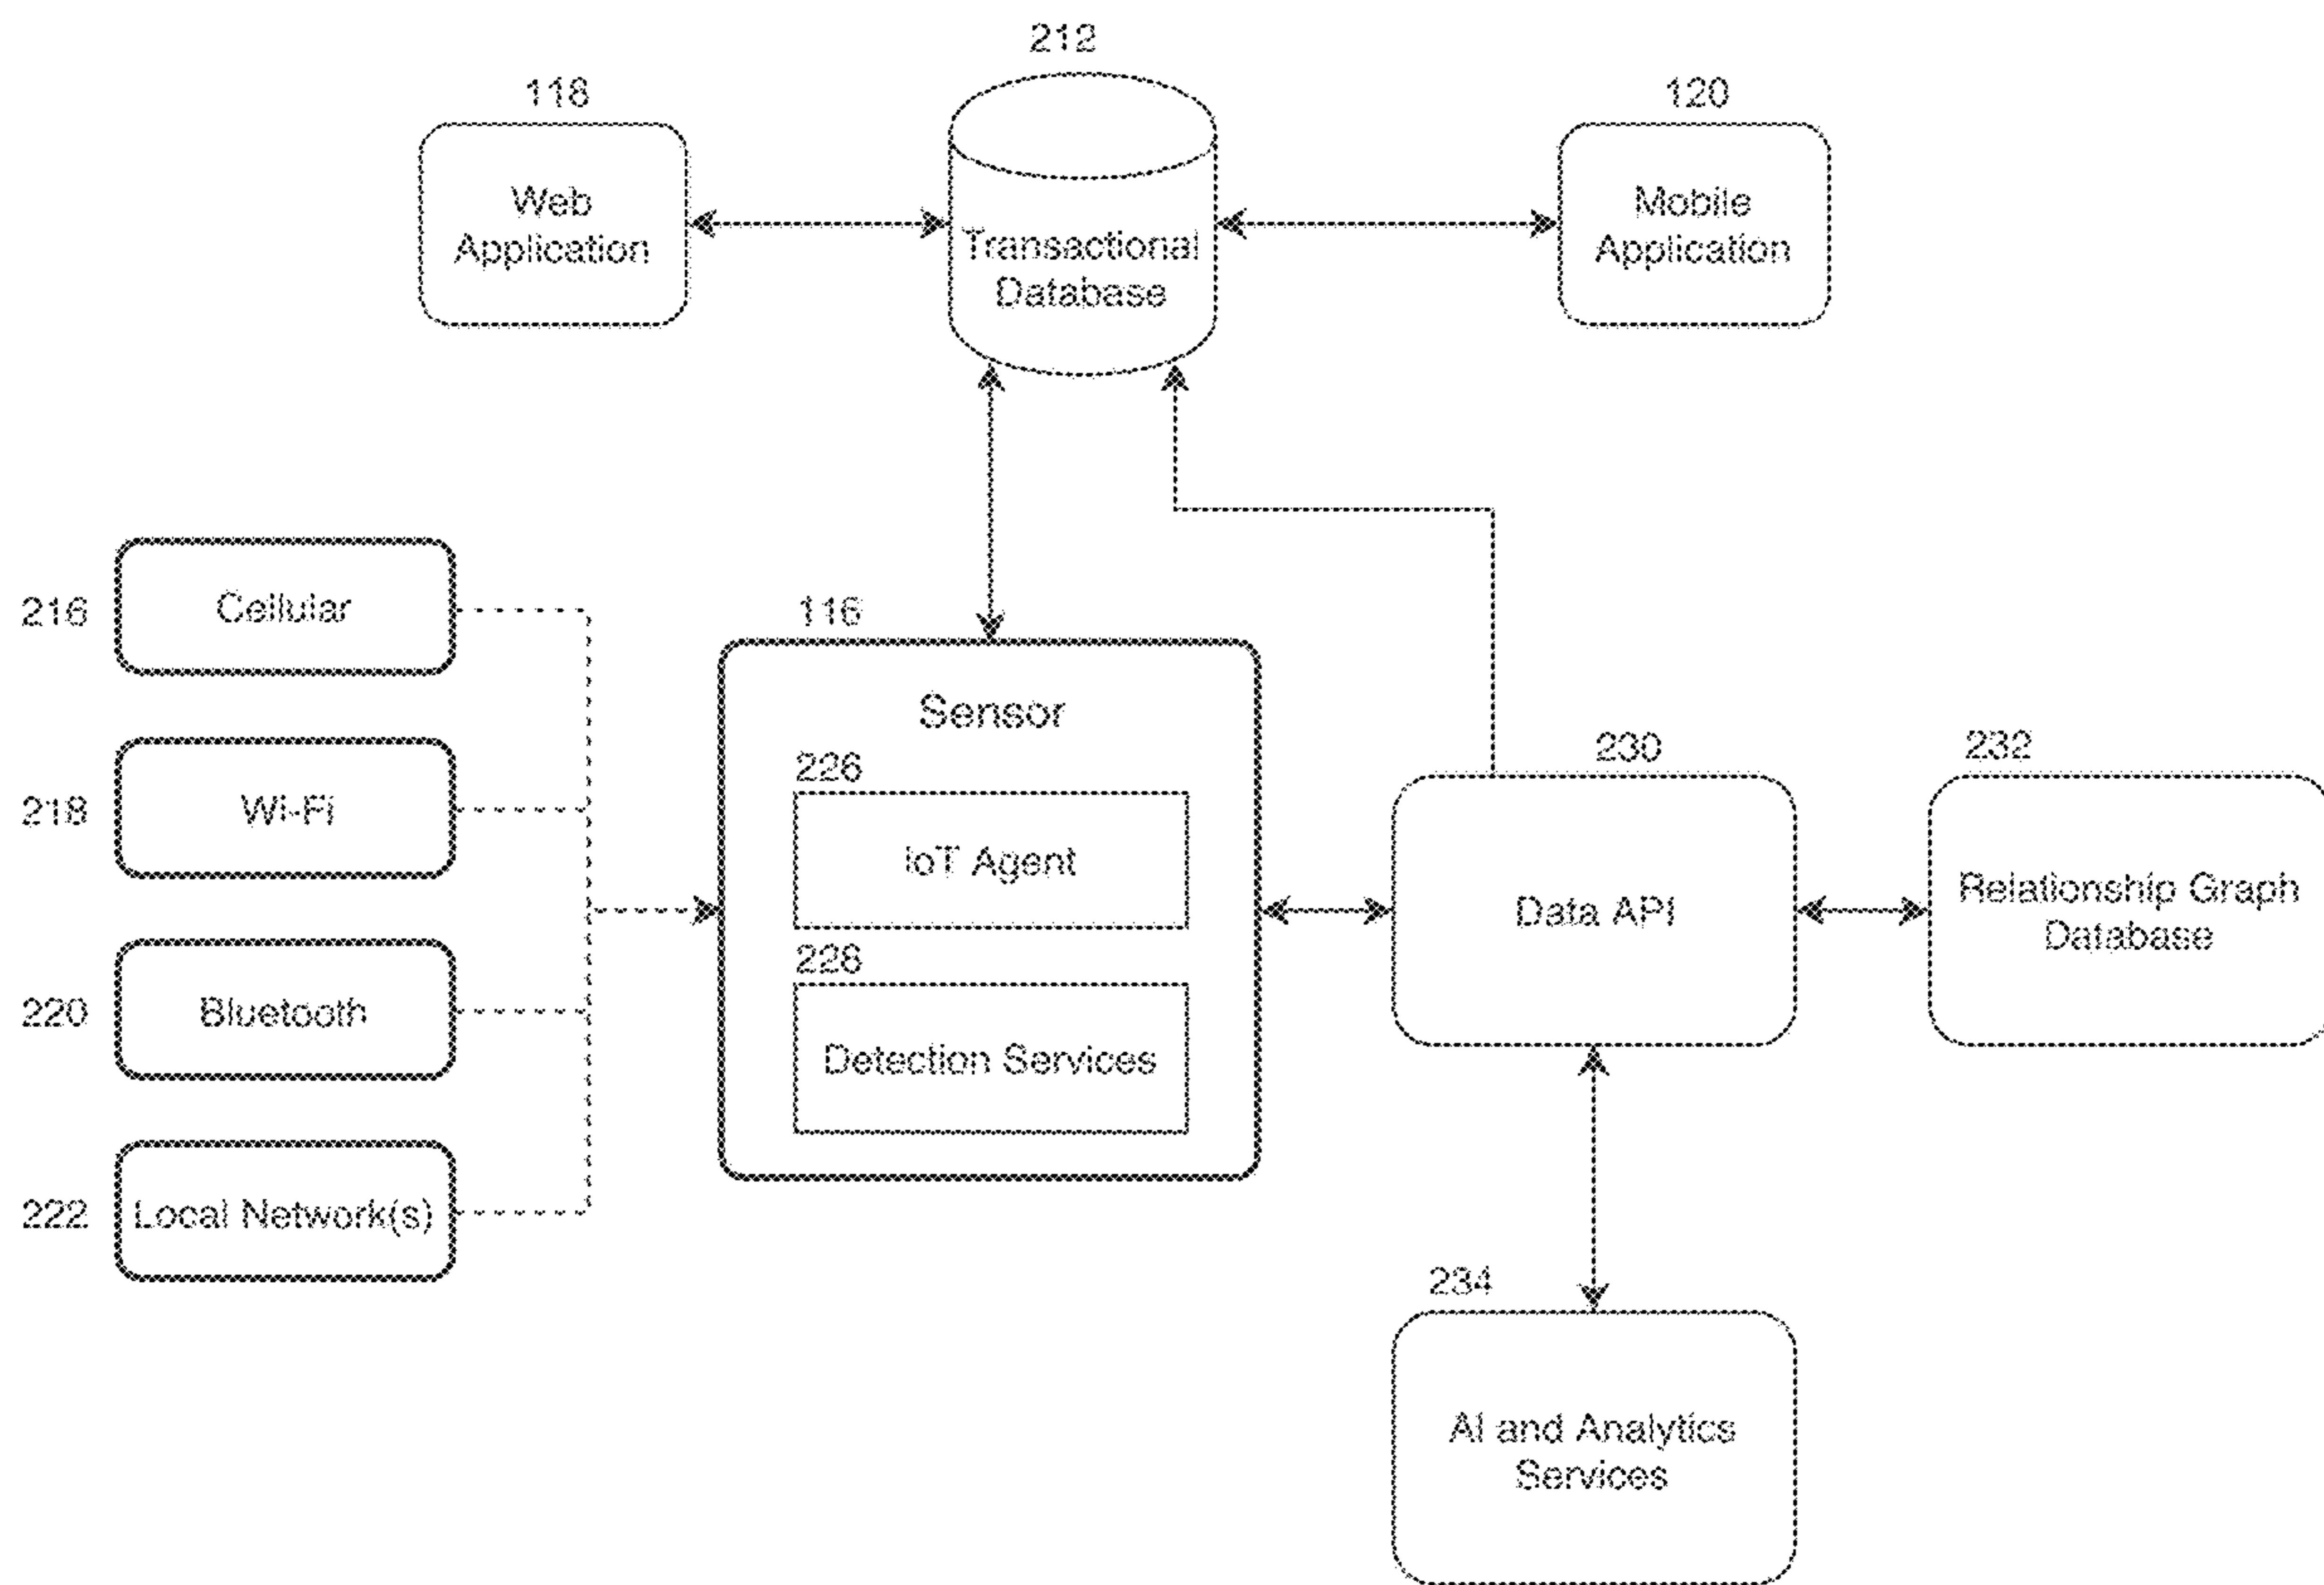 212
118
120
Web
Application
Transactional
Database
Mobile
Application
216
Cellular
116
Sensor
218
Wi-Fi
226
IoT Agent
230
Data API
232
Relationship Graph
Database
220
Bluetooth
228
Detection Services
222
Local Network(s)
234
AI and Analytics
Services